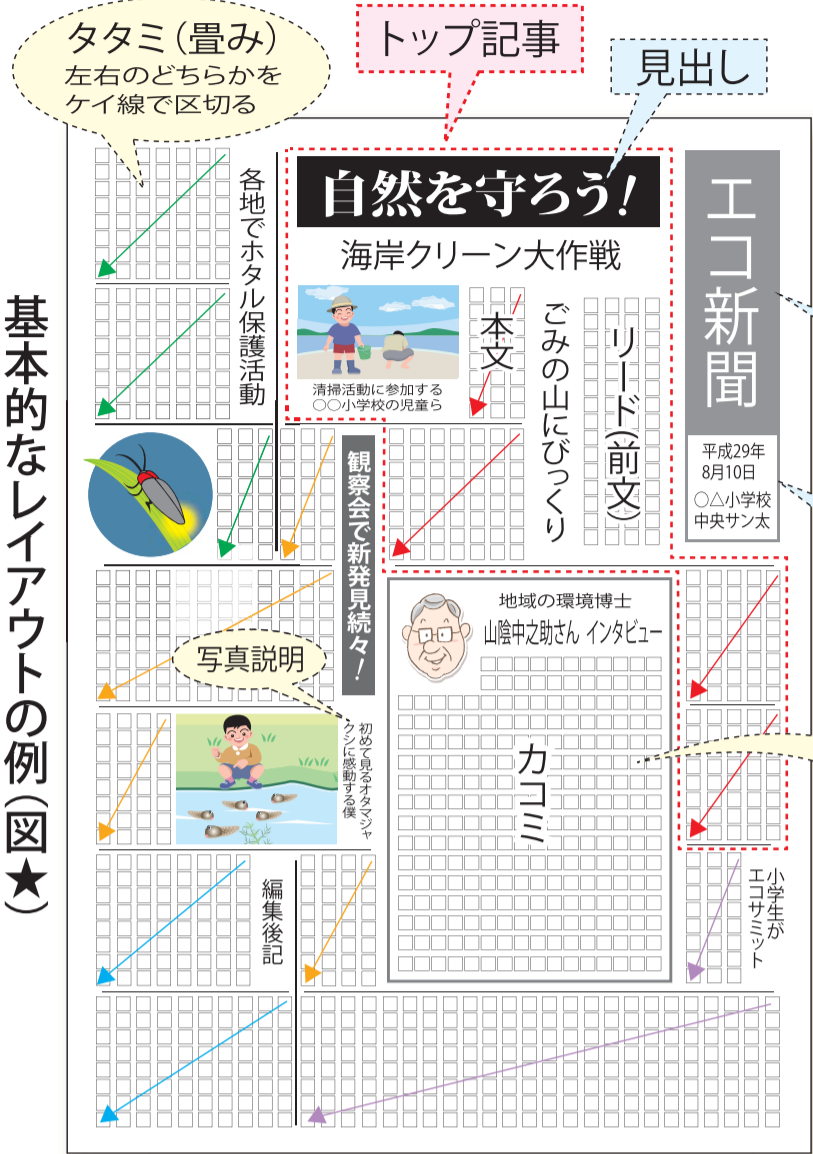 基本的なレイアウトの例(図★)
タタミ(畳み)
左右のどちらかを
ケイ線で区切る
トップ記事
見出し
エコ新聞
平成29年
8月10日
○△小学校
中央サン太
自然を守ろう!
海岸クリーン大作戦
リード(前文)
ごみの山にびっくり
本文
清掃活動に参加する
○○小学校の児童ら
各地でホタル保護活動
観察会で新発見続々!
写真説明
初めて見るオタマジャ
クシに感動する僕
地域の環境博士
山陰中之助さん インタビュー
カコミ
小学生が
エコサミット
編集後記